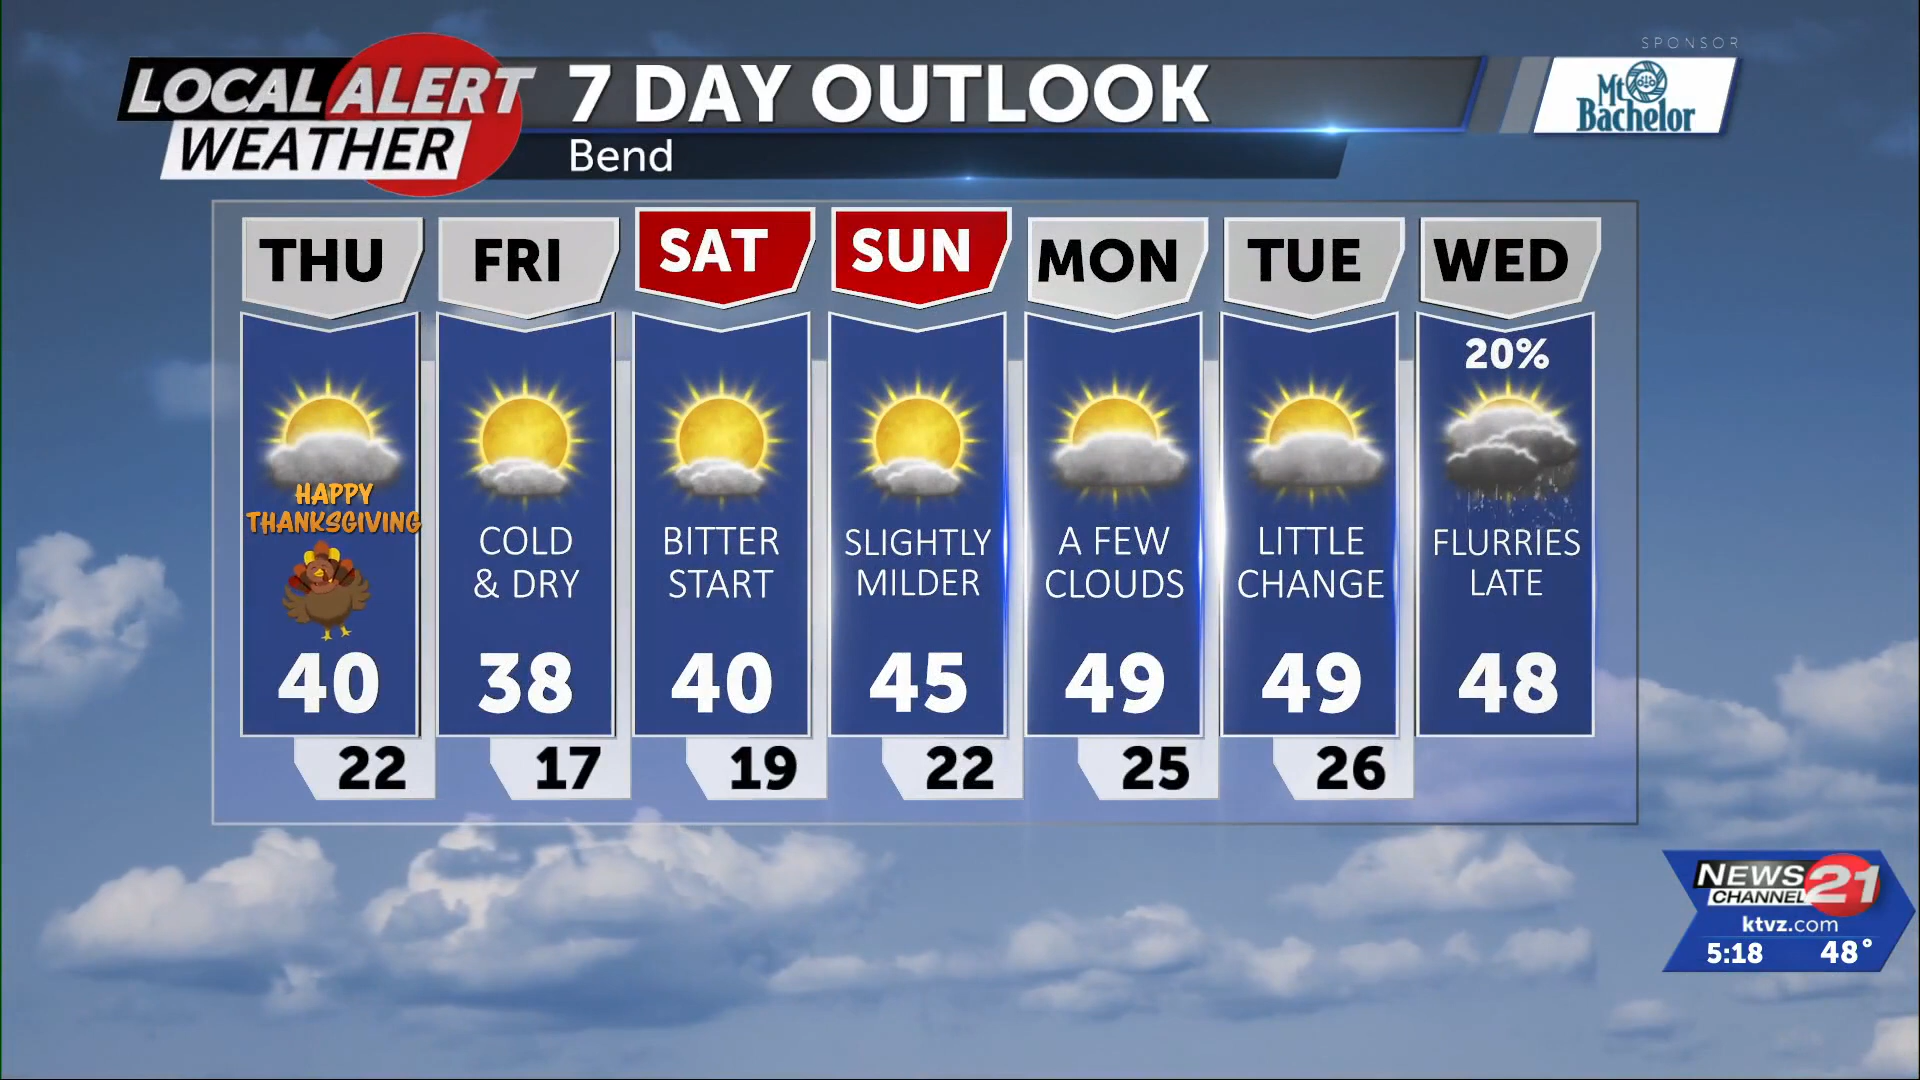 SPONSOR
LOCAL ALERT
WEATHER
7 DAY OUTLOOK
Bend
Mt
Bachelor
THU
HAPPY
THANKSGIVING
40
22
FRI
COLD
& DRY
38
17
SAT
BITTER
START
40
19
SUN
SLIGHTLY
MILDER
45
22
MON
A FEW
CLOUDS
49
25
TUE
LITTLE
CHANGE
49
26
WED
20%
FLURRIES
LATE
48
NEWS
CHANNEL 21
ktvz.com
5:18 48°